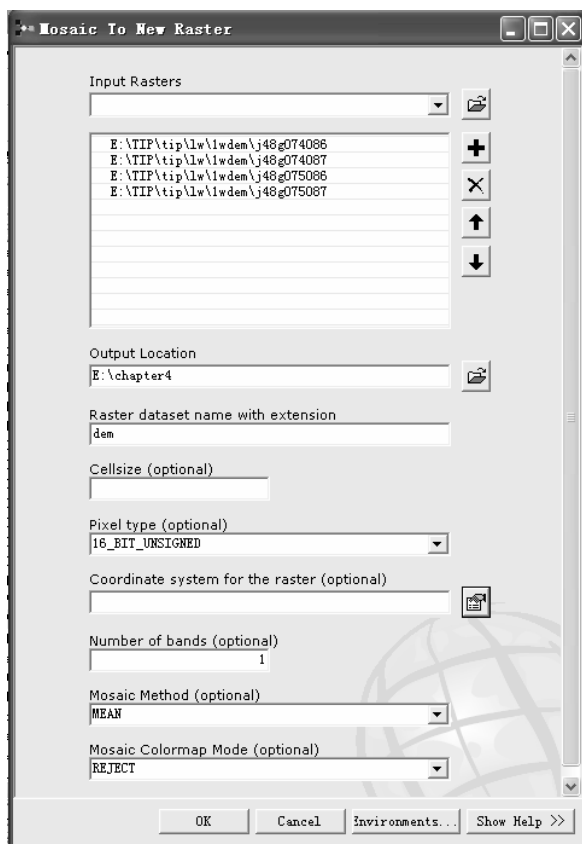 Mosaic To New Raster
Input Rasters
E:\TIP\tip\lw\1wdem\j48g074086
E:\TIP\tip\lw\1wdem\j48g074087
E:\TIP\tip\lw\1wdem\j48g075086
E:\TIP\tip\lw\1wdem\j48g075087
Output Location
E:\chapter4
Raster dataset name with extension
dem
Cellsize (optional)
Pixel type (optional)
16_BIT_UNSIGNED
Coordinate system for the raster (optional)
Number of bands (optional)
1
Mosaic Method (optional)
MEAN
Mosaic Colormap Mode (optional)
REJECT
OK Cancel Environments... Show Help >>